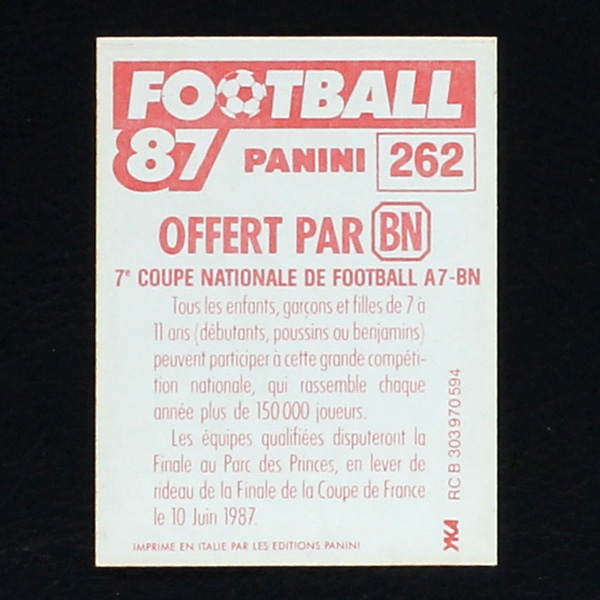 FOOTBALL
87 PANINI 262
OFFERT PAR BN
7e COUPE NATIONALE DE FOOTBALL A7-BN
Tous les enfants, garçons et filles de 7 à
11 ans (débutants, poussins ou benjamins)
peuvent participer à cette grande compéti-
tion nationale, qui rassemble chaque
année plus de 150 000 joueurs.
Les équipes qualifiées disputeront la
Finale au Parc des Princes, en lever de
rideau de la Finale de la Coupe de France
le 10 Juin 1987.
RC B 303 970 594
IMPRIME EN ITALIE PAR LES EDITIONS PANINI